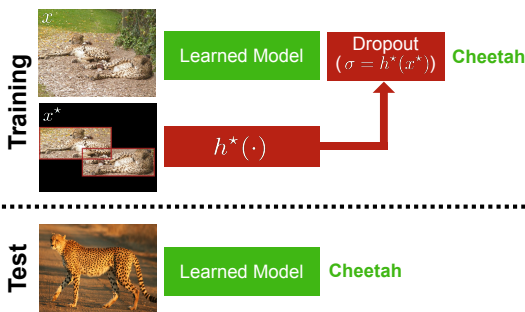 Training
x
Learned Model
Dropout
( σ = h*(x*))
Cheetah
x*
h*(·)
Test
Learned Model
Cheetah